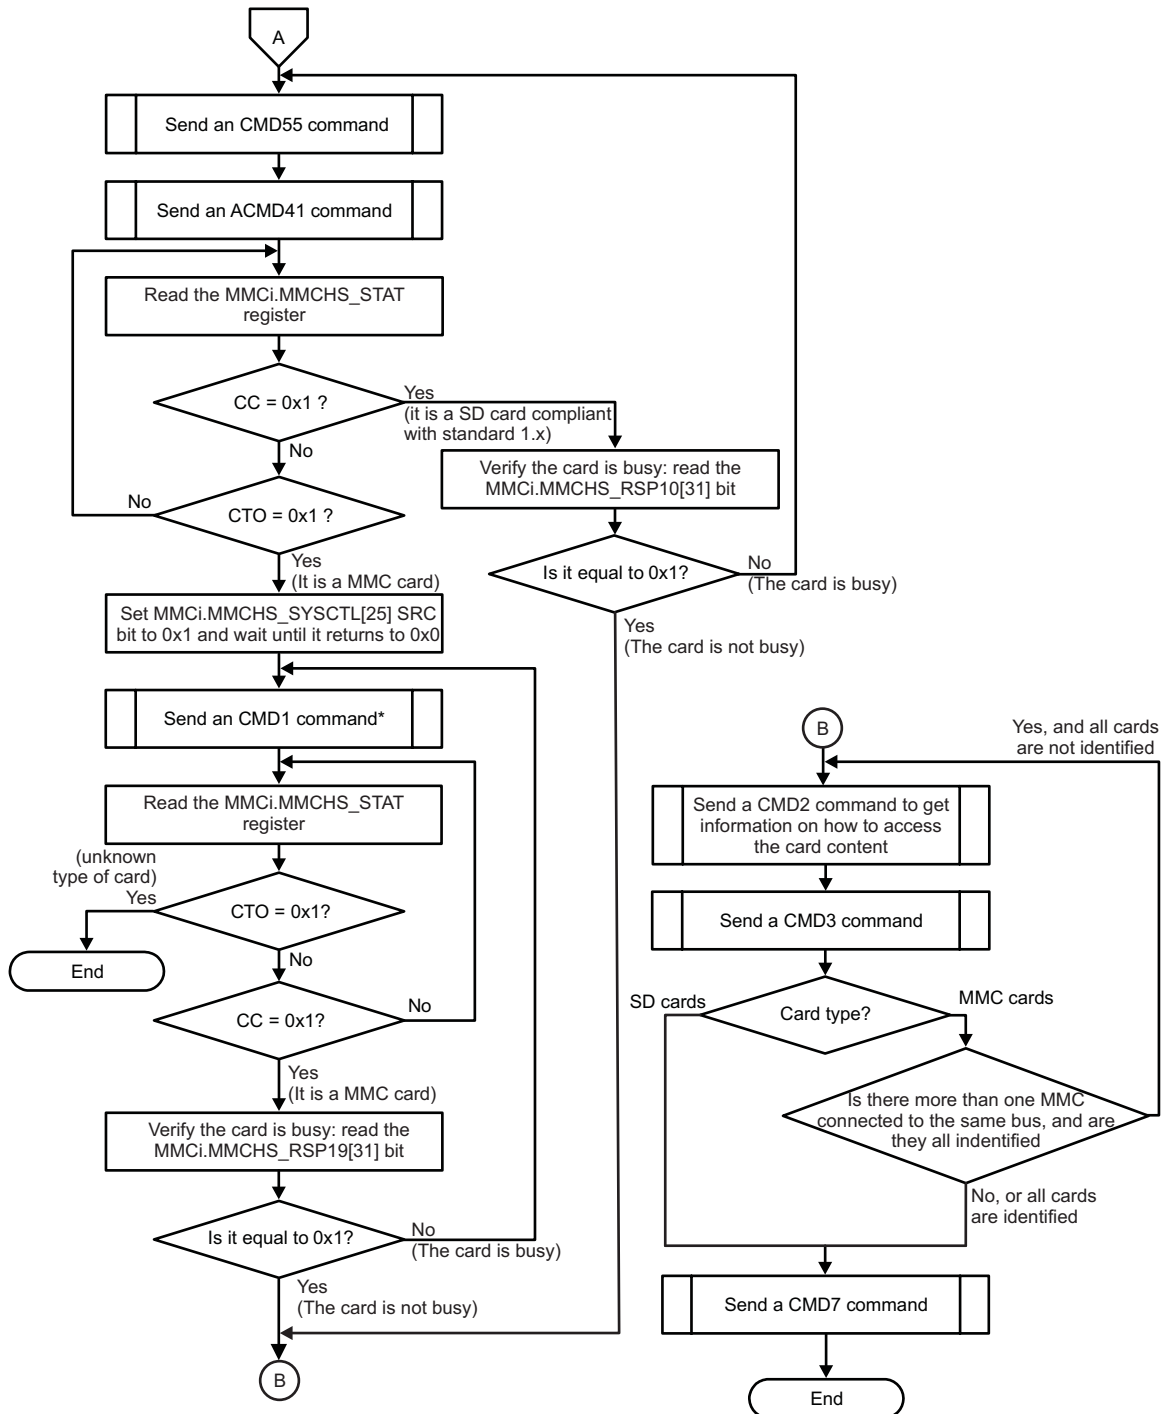 A
Send an CMD55 command
Send an ACMD41 command
Read the MMCi.MMCHS_STAT
register
CC = 0x1 ?
Yes
(it is a SD card compliant
with standard 1.x)
No
Verify the card is busy: read the
MMCi.MMCHS_RSP10[31] bit
CTO = 0x1 ?
No
Yes
(It is a MMC card)
Is it equal to 0x1?
No
(The card is busy)
Yes
(The card is not busy)
Set MMCi.MMCHS_SYSCTL[25] SRC
bit to 0x1 and wait until it returns to 0x0
Send an CMD1 command*
Read the MMCi.MMCHS_STAT
register
(unknown
type of card)
Yes
CTO = 0x1?
End
No
CC = 0x1?
No
Yes
(It is a MMC card)
Verify the card is busy: read the
MMCi.MMCHS_RSP19[31] bit
Is it equal to 0x1?
No
(The card is busy)
Yes
(The card is not busy)
B
B
Yes, and all cards
are not identified
Send a CMD2 command to get
information on how to access
the card content
Send a CMD3 command
SD cards
Card type?
MMC cards
Is there more than one MMC
connected to the same bus, and are
they all indentified
No, or all cards
are identified
Send a CMD7 command
End